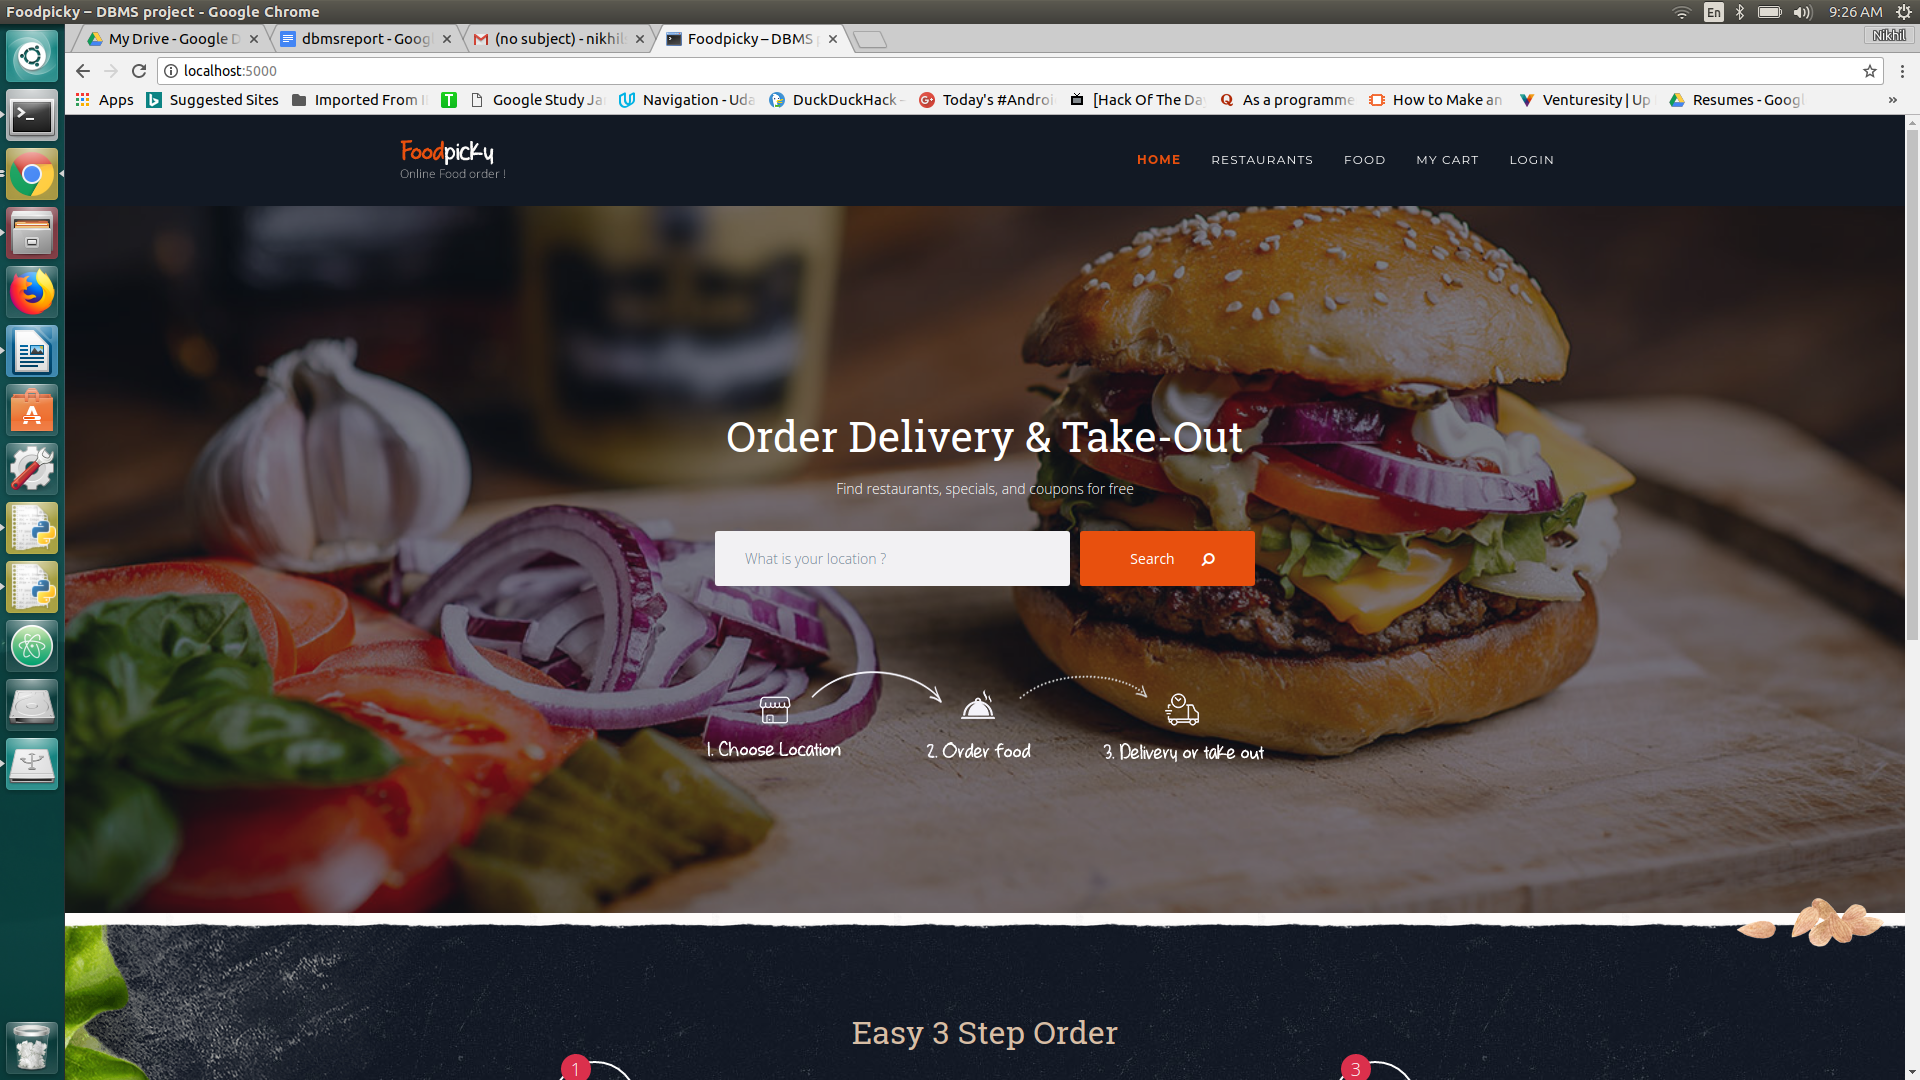 Foodpicky – DBMS project - Google Chrome
En
9:26 AM
My Drive - Google D
dbmsreport - Goog
(no subject) - nikhil
Foodpicky – DBMS
Nikhil
localhost:5000
Apps
Suggested Sites
Imported From I
Google Study Ja
Navigation - Uda
DuckDuckHack -
Today's #Androi
[Hack Of The Da
As a programme
How to Make an
Venturesity | Up
Resumes - Googl
»
Foodpicky
Online Food order !
HOME
RESTAURANTS
FOOD
MY CART
LOGIN
Order Delivery & Take-Out
Find restaurants, specials, and coupons for free
What is your location ?
Search
1. Choose Location
2. Order food
3. Delivery or take out
Easy 3 Step Order
1
3